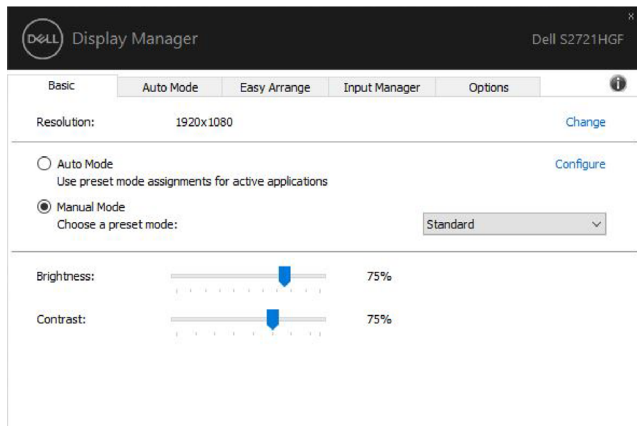 DELL Display Manager Dell S2721HGF
Basic Auto Mode Easy Arrange Input Manager Options
Resolution: 1920x1080 Change
Auto Mode Configure
Use preset mode assignments for active applications
Manual Mode
Choose a preset mode: Standard
Brightness: 75%
Contrast: 75%